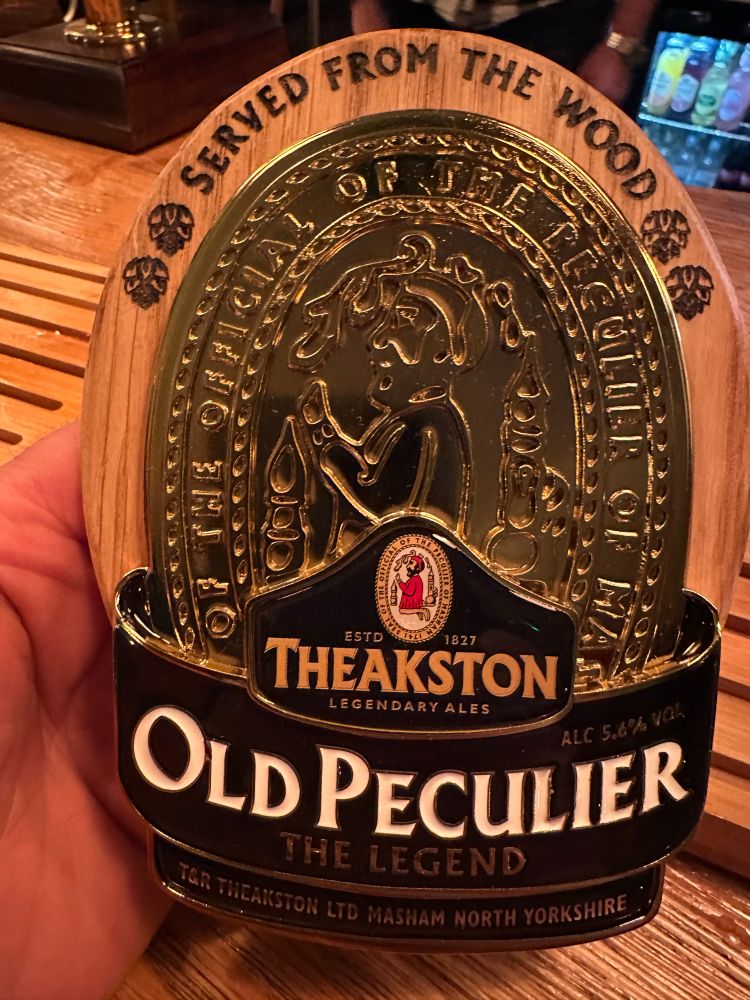 SERVED FROM THE WOOD
OF THE OFFICIAL OF THE PECULIER OF MA
ESTD 1827
THEAKSTON
LEGENDARY ALES
ALC 5.6% VOL
OLD PECULIER
THE LEGEND
T&R THEAKSTON LTD MASHAM NORTH YORKSHIRE